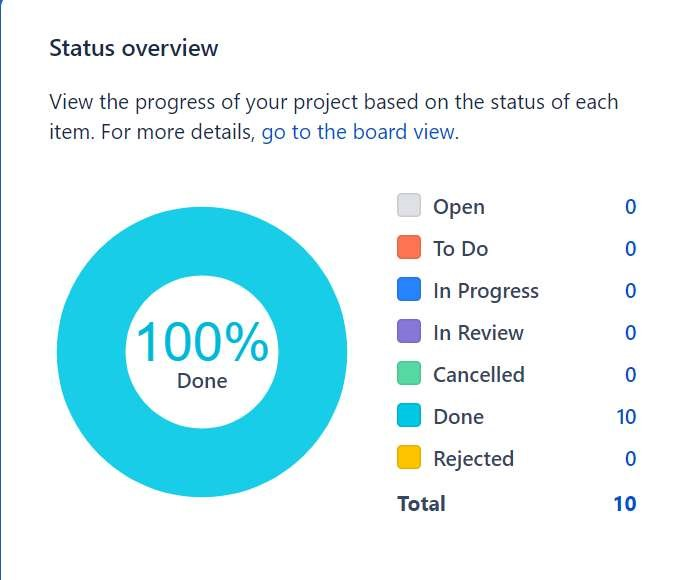 Status overview
View the progress of your project based on the status of each
item. For more details, go to the board view.
100%
Done
Open 0
To Do 0
In Progress 0
In Review 0
Cancelled 0
Done 10
Rejected 0
Total 10